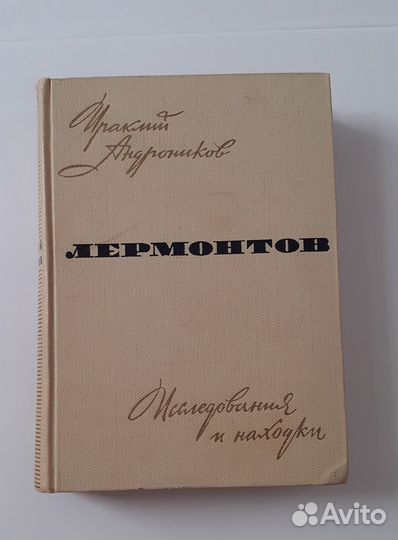 Ираклий
Андроников
ЛЕРМОНТОВ
Исследования
и находки
Avito